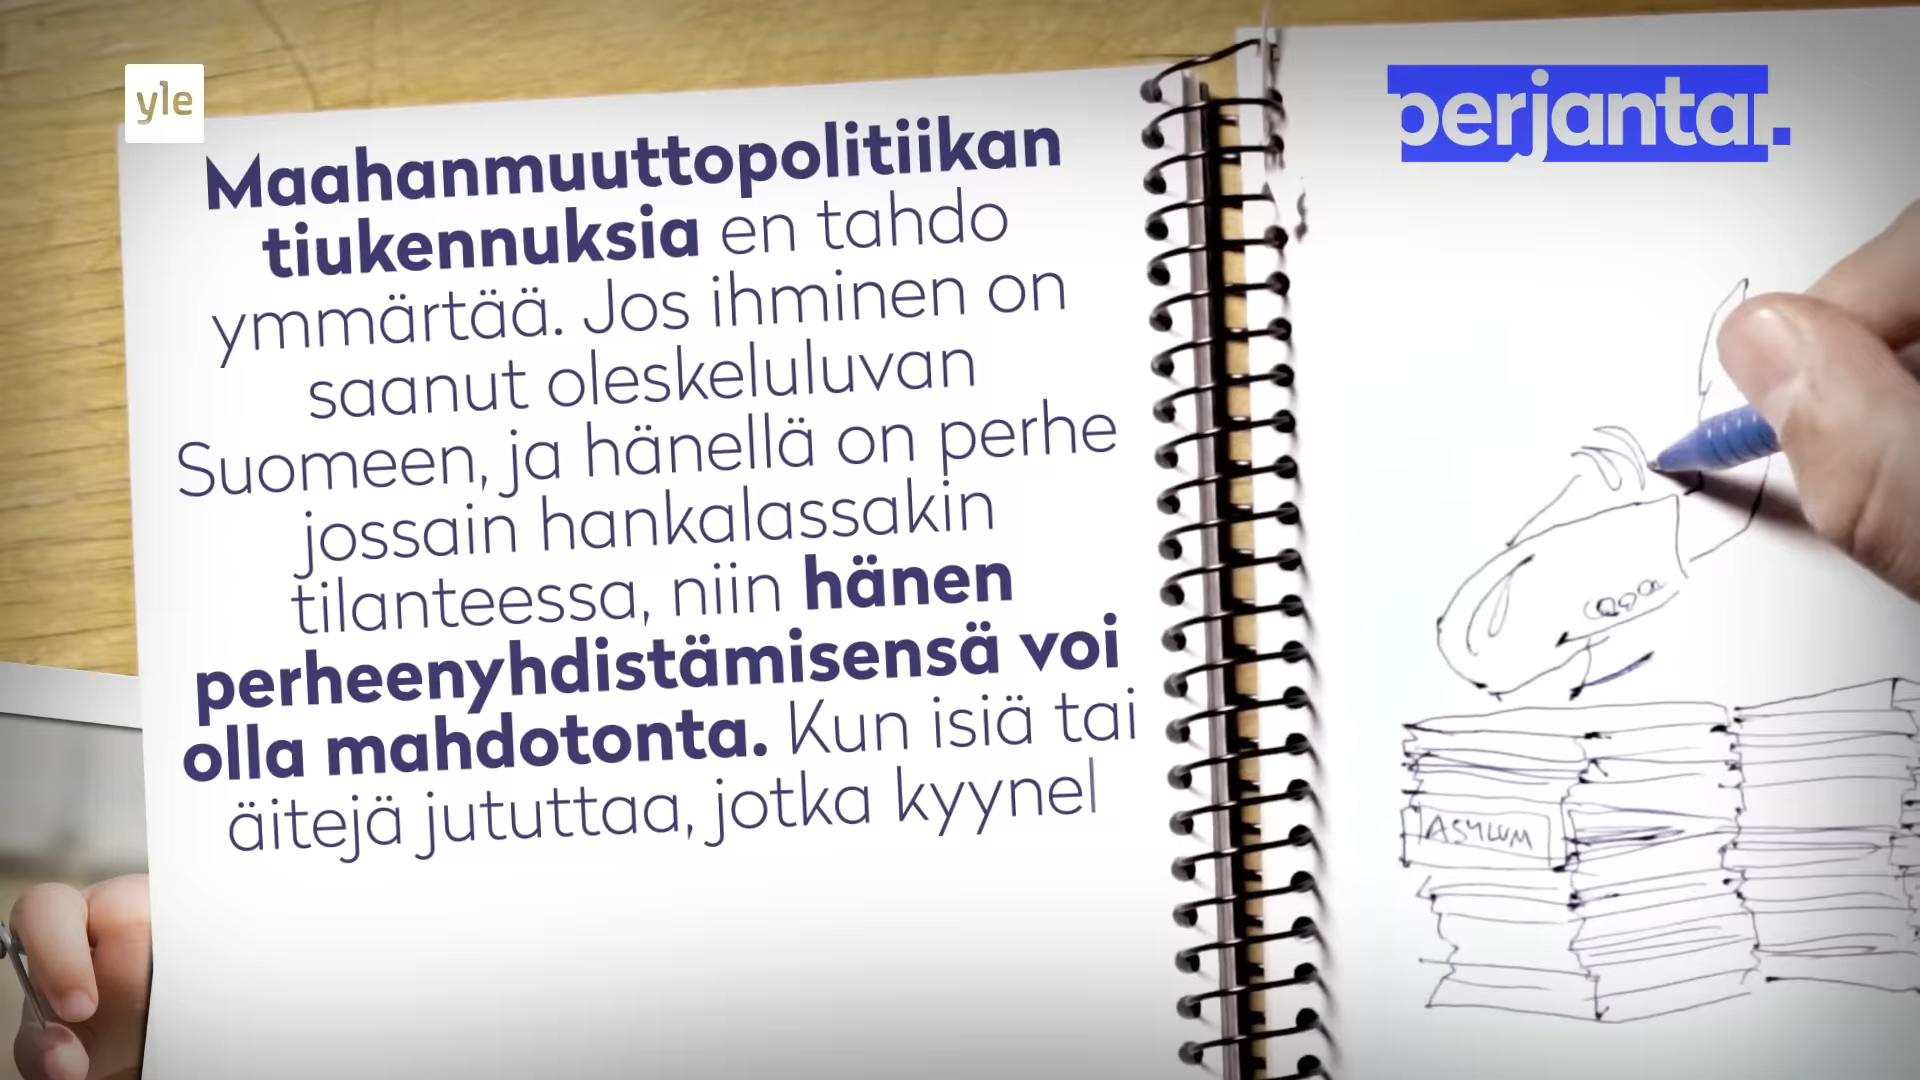 yle
perjantai.
Maahanmuuttopolitiikan
tiukennuksia en tahdo
ymmärtää. Jos ihminen on
saanut oleskeluluvan
Suomeen, ja hänellä on perhe
jossain hankalassakin
tilanteessa, niin hänen
perheenyhdistämisensä voi
olla mahdotonta. Kun isiä tai
äitejä jututtaa, jotka kyynel
ASYLUM